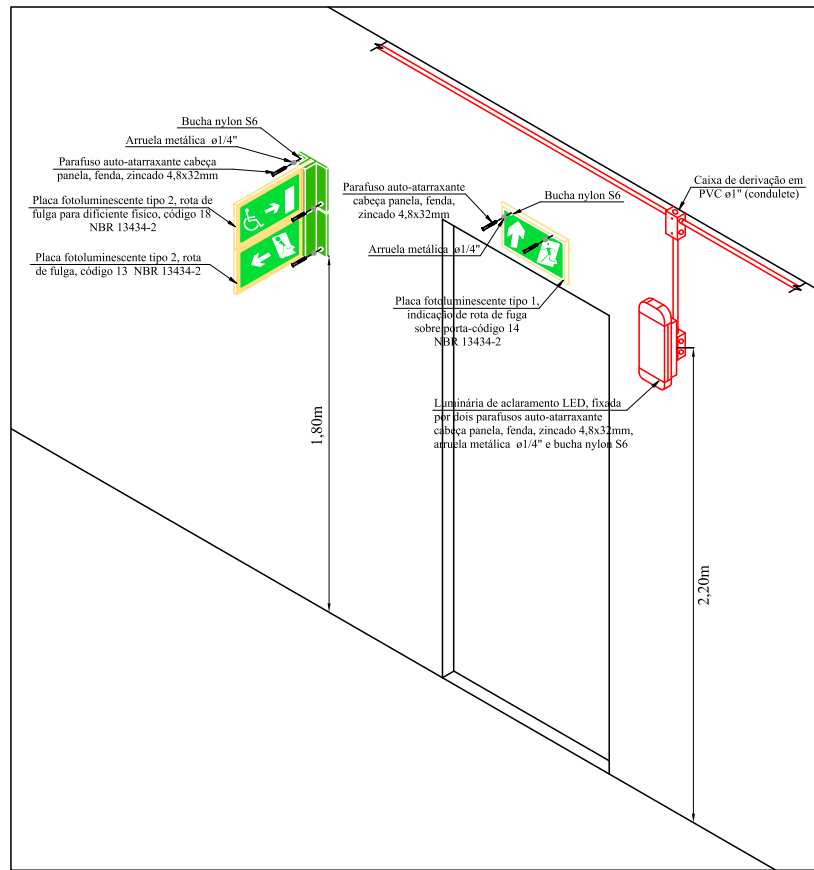 Bucha nylon S6
Arruela metálica ø1/4"
Parafuso auto-atarraxante cabeça
panela, fenda, zincado 4,8x32mm
Placa fotoluminescente tipo 2, rota de
fulga para dificiente físico, código 18
NBR 13434-2
Placa fotoluminescente tipo 2, rota
de fulga, código 13 NBR 13434-2
1,80m
Parafuso auto-atarraxante
cabeça panela, fenda,
zincado 4,8x32mm
Bucha nylon S6
Arruela metálica ø1/4"
Placa fotoluminescente tipo 1,
indicação de rota de fuga
sobre porta-código 14
NBR 13434-2
Caixa de derivação em
PVC ø1" (condulete)
Luminária de aclaramento LED, fixada
por dois parafusos auto-atarraxante
cabeça panela, fenda, zincado 4,8x32mm,
arruela metálica ø1/4" e bucha nylon S6
2,20m